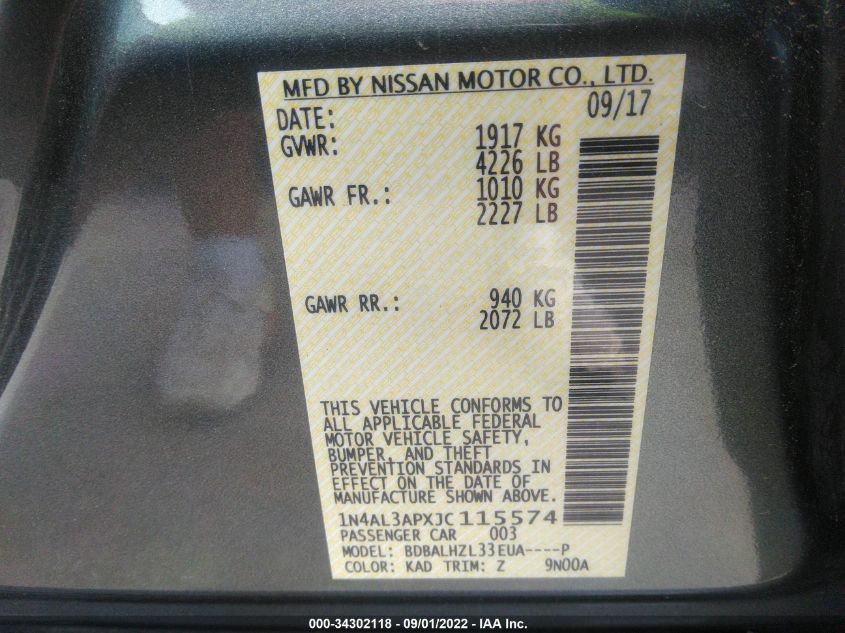 MFD BY NISSAN MOTOR CO., LTD.
DATE: 09/17
GVWR: 1917 KG
4226 LB
GAWR FR.: 1010 KG
2227 LB
GAWR RR.: 940 KG
2072 LB
THIS VEHICLE CONFORMS TO
ALL APPLICABLE FEDERAL
MOTOR VEHICLE SAFETY,
BUMPER, AND THEFT
PREVENTION STANDARDS IN
EFFECT ON THE DATE OF
MANUFACTURE SHOWN ABOVE.
1N4AL3APXJC115574
PASSENGER CAR 003
MODEL: BDBALHZL33EUA----P
COLOR: KAD TRIM: Z 9N00A
000-34302118 - 09/01/2022 - IAA Inc.